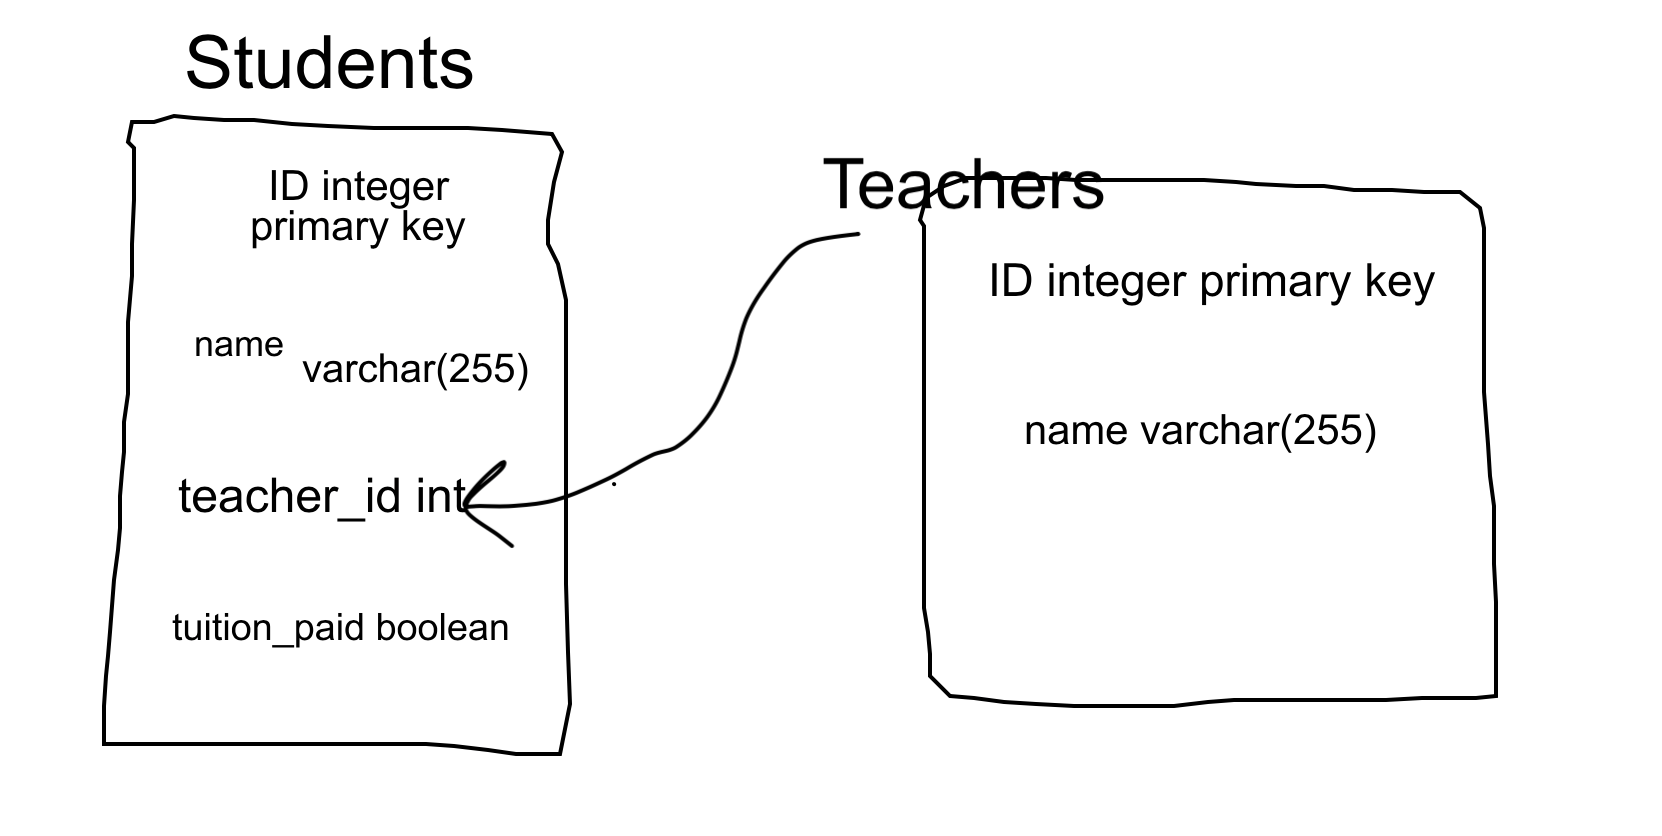 Students
ID integer
primary key
name
varchar(255)
teacher_id int
tuition_paid boolean
Teachers
ID integer primary key
name varchar(255)